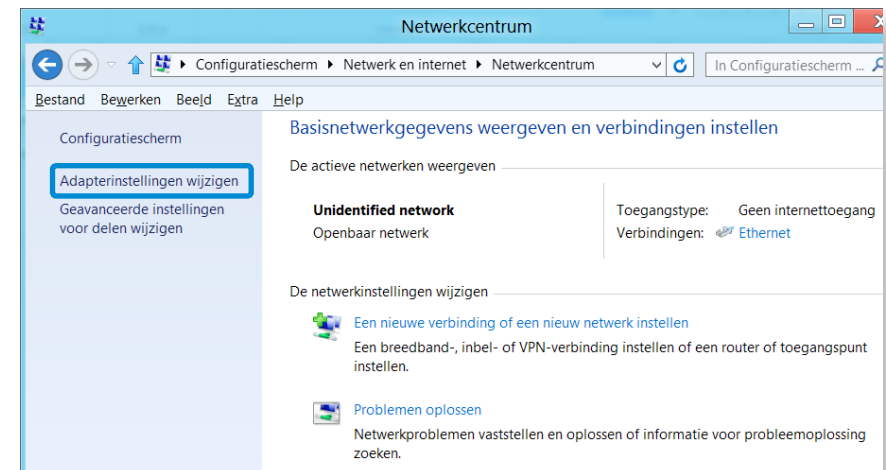 Netwerkcentrum
Configuratiescherm Netwerk en internet Netwerkcentrum In Configuratiescherm ...
Bestand Bewerken Beeld Extra Help
Configuratiescherm
Adapterinstellingen wijzigen
Geavanceerde instellingen
voor delen wijzigen
Basisnetwerkgegevens weergeven en verbindingen instellen
De actieve netwerken weergeven
Unidentified network
Openbaar netwerk
Toegangstype: Geen internettoegang
Verbindingen: Ethernet
De netwerkinstellingen wijzigen
Een nieuwe verbinding of een nieuw netwerk instellen
Een breedband-, inbel- of VPN-verbinding instellen of een router of toegangspunt
instellen.
Problemen oplossen
Netwerkproblemen vaststellen en oplossen of informatie voor probleemoplossing
zoeken.